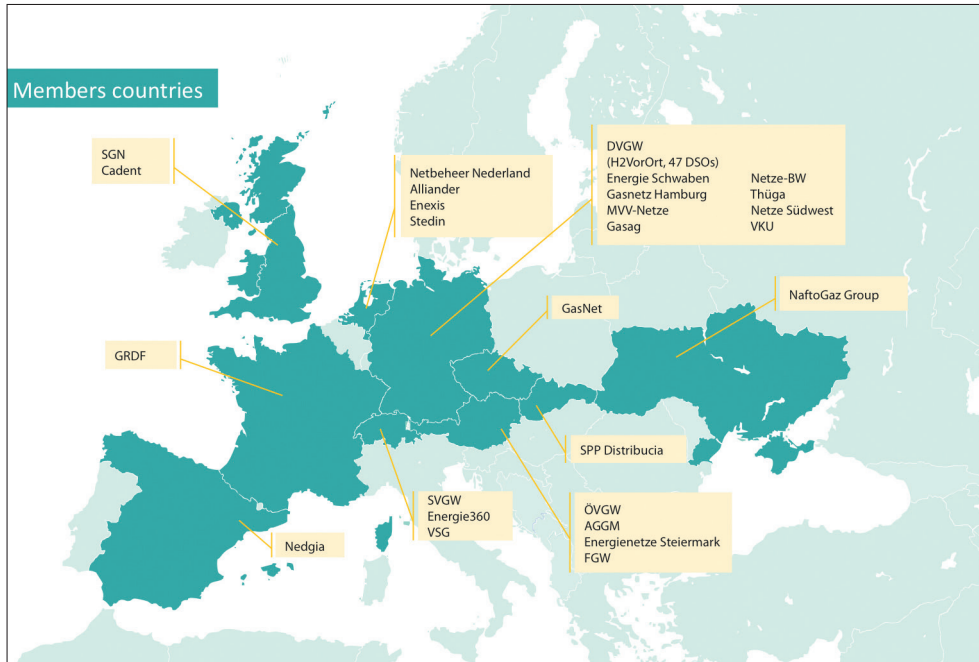 Members countries
SGN
Cadent
Netbeheer Nederland
Alliander
Enexis
Stedin
DVGW
(H2VorOrt, 47 DSOs)
Energie Schwaben
Gasnetz Hamburg
MVV-Netze
Gasag
Netze-BW
Thüga
Netze Südwest
VKU
NaftoGaz Group
GasNet
GRDF
SPP Distribucia
SVGW
Energie360
VSG
ÖVGW
AGGM
Energienetze Steiermark
FGW
Nedgia